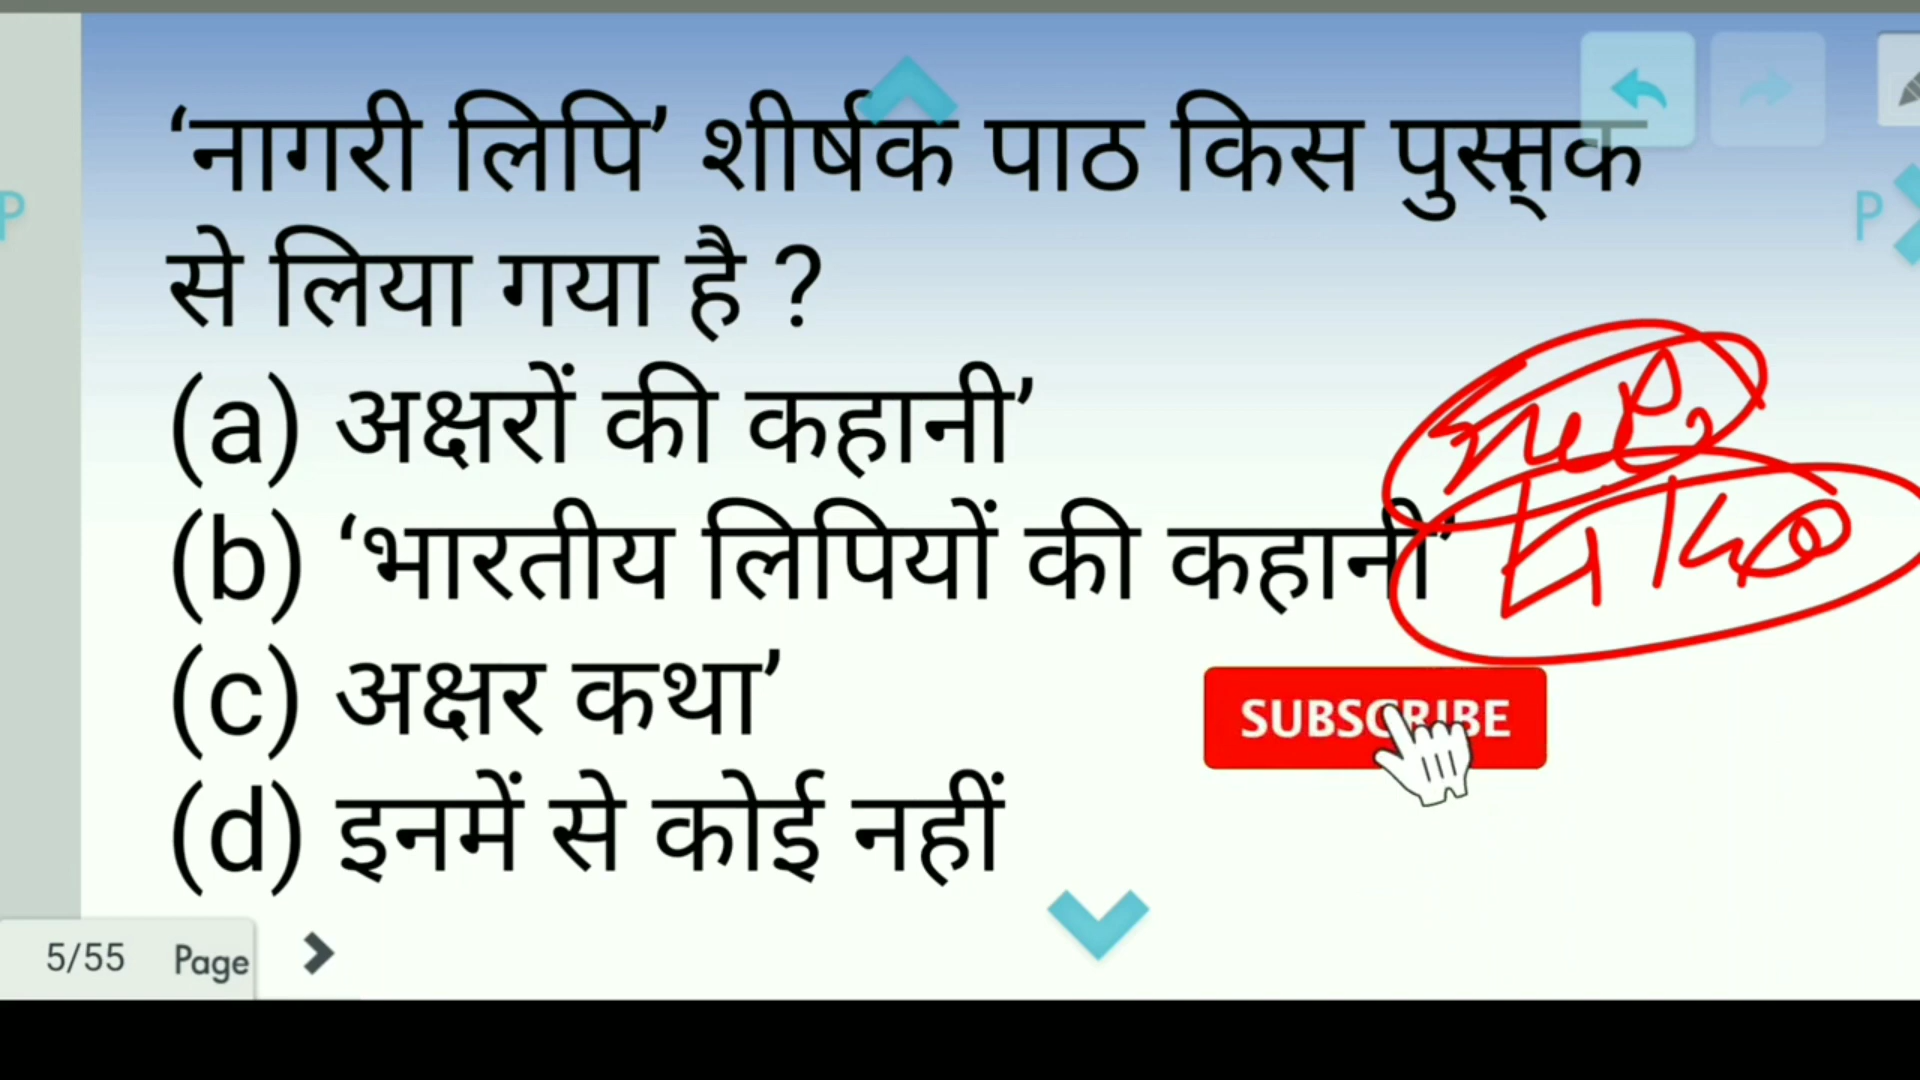 ‘नागरी लिपि’ शीर्षक पाठ किस पुस्तक
से लिया गया है ?
(a) अक्षरों की कहानी’
(b) ‘भारतीय लिपियों की कहानी’
(c) अक्षर कथा’
(d) इनमें से कोई नहीं
SUBSCRIBE
P
P
5/55 Page